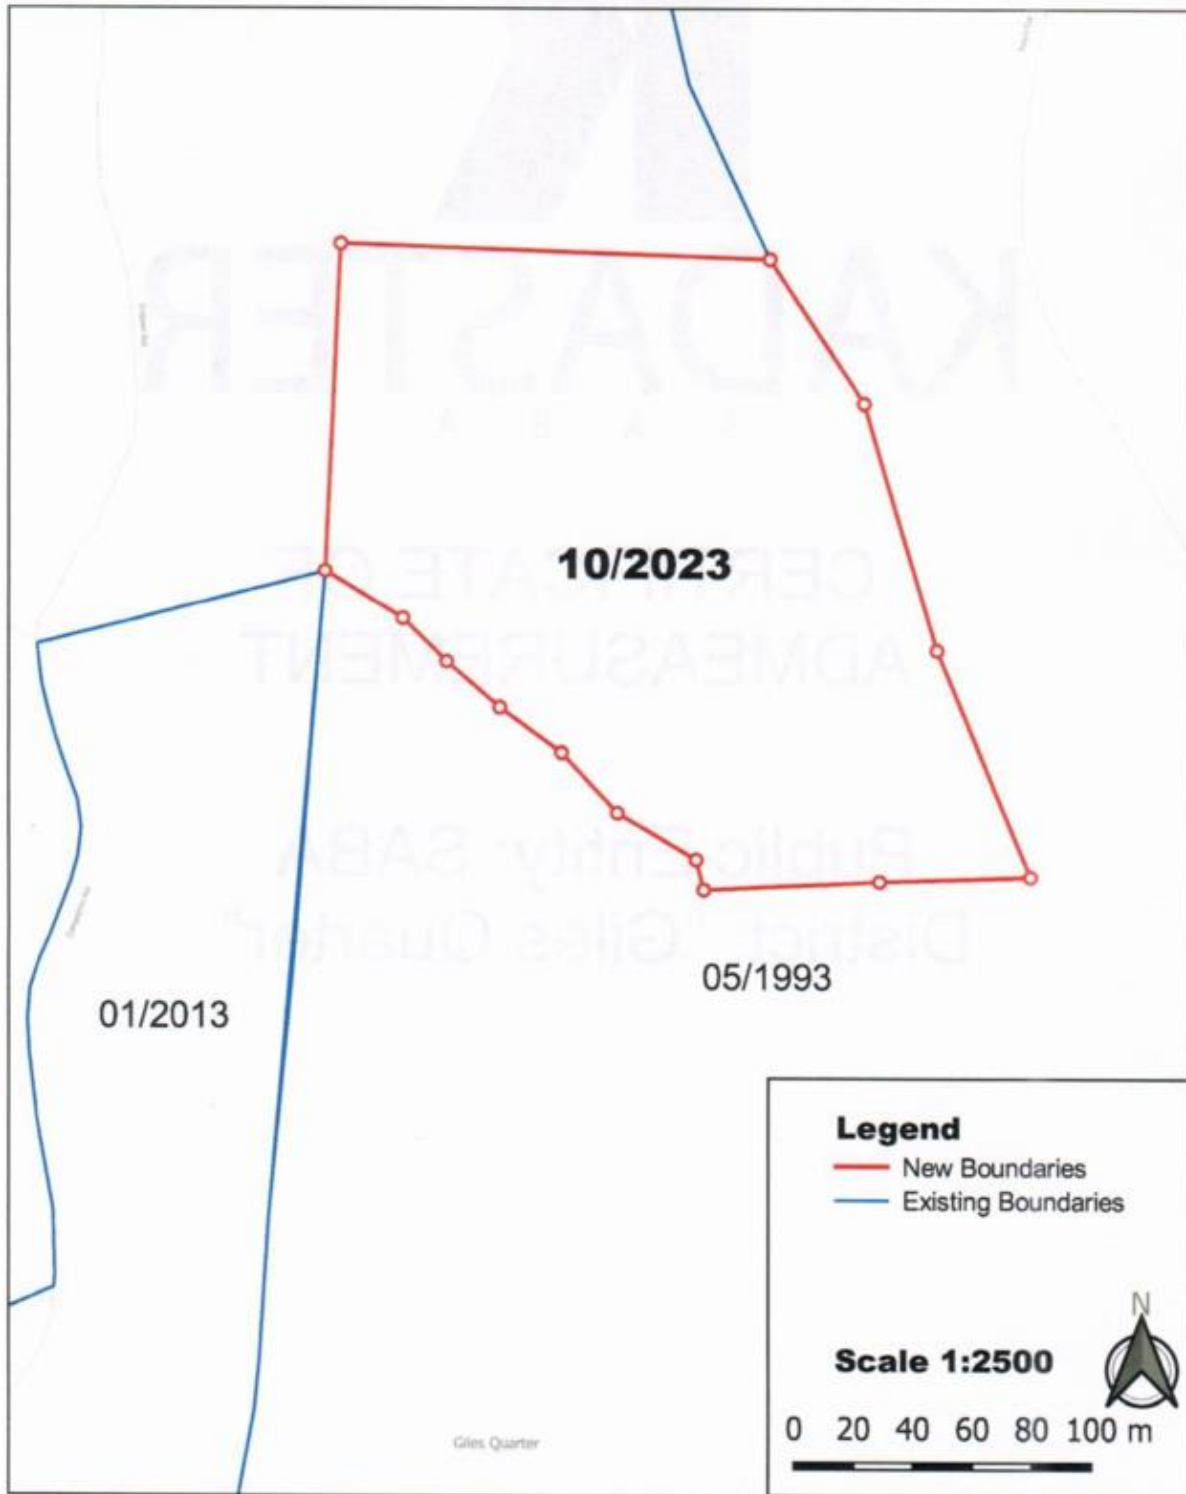 10/2023
05/1993
01/2013
Legend
New Boundaries
Existing Boundaries
N
Scale 1:2500
0 20 40 60 80 100 m
Giles Quarter
KADASTER
SABA
CERTIFICATE OF
ADMEASUREMENT
Public Entity: SABA
District: "Giles Quarter"